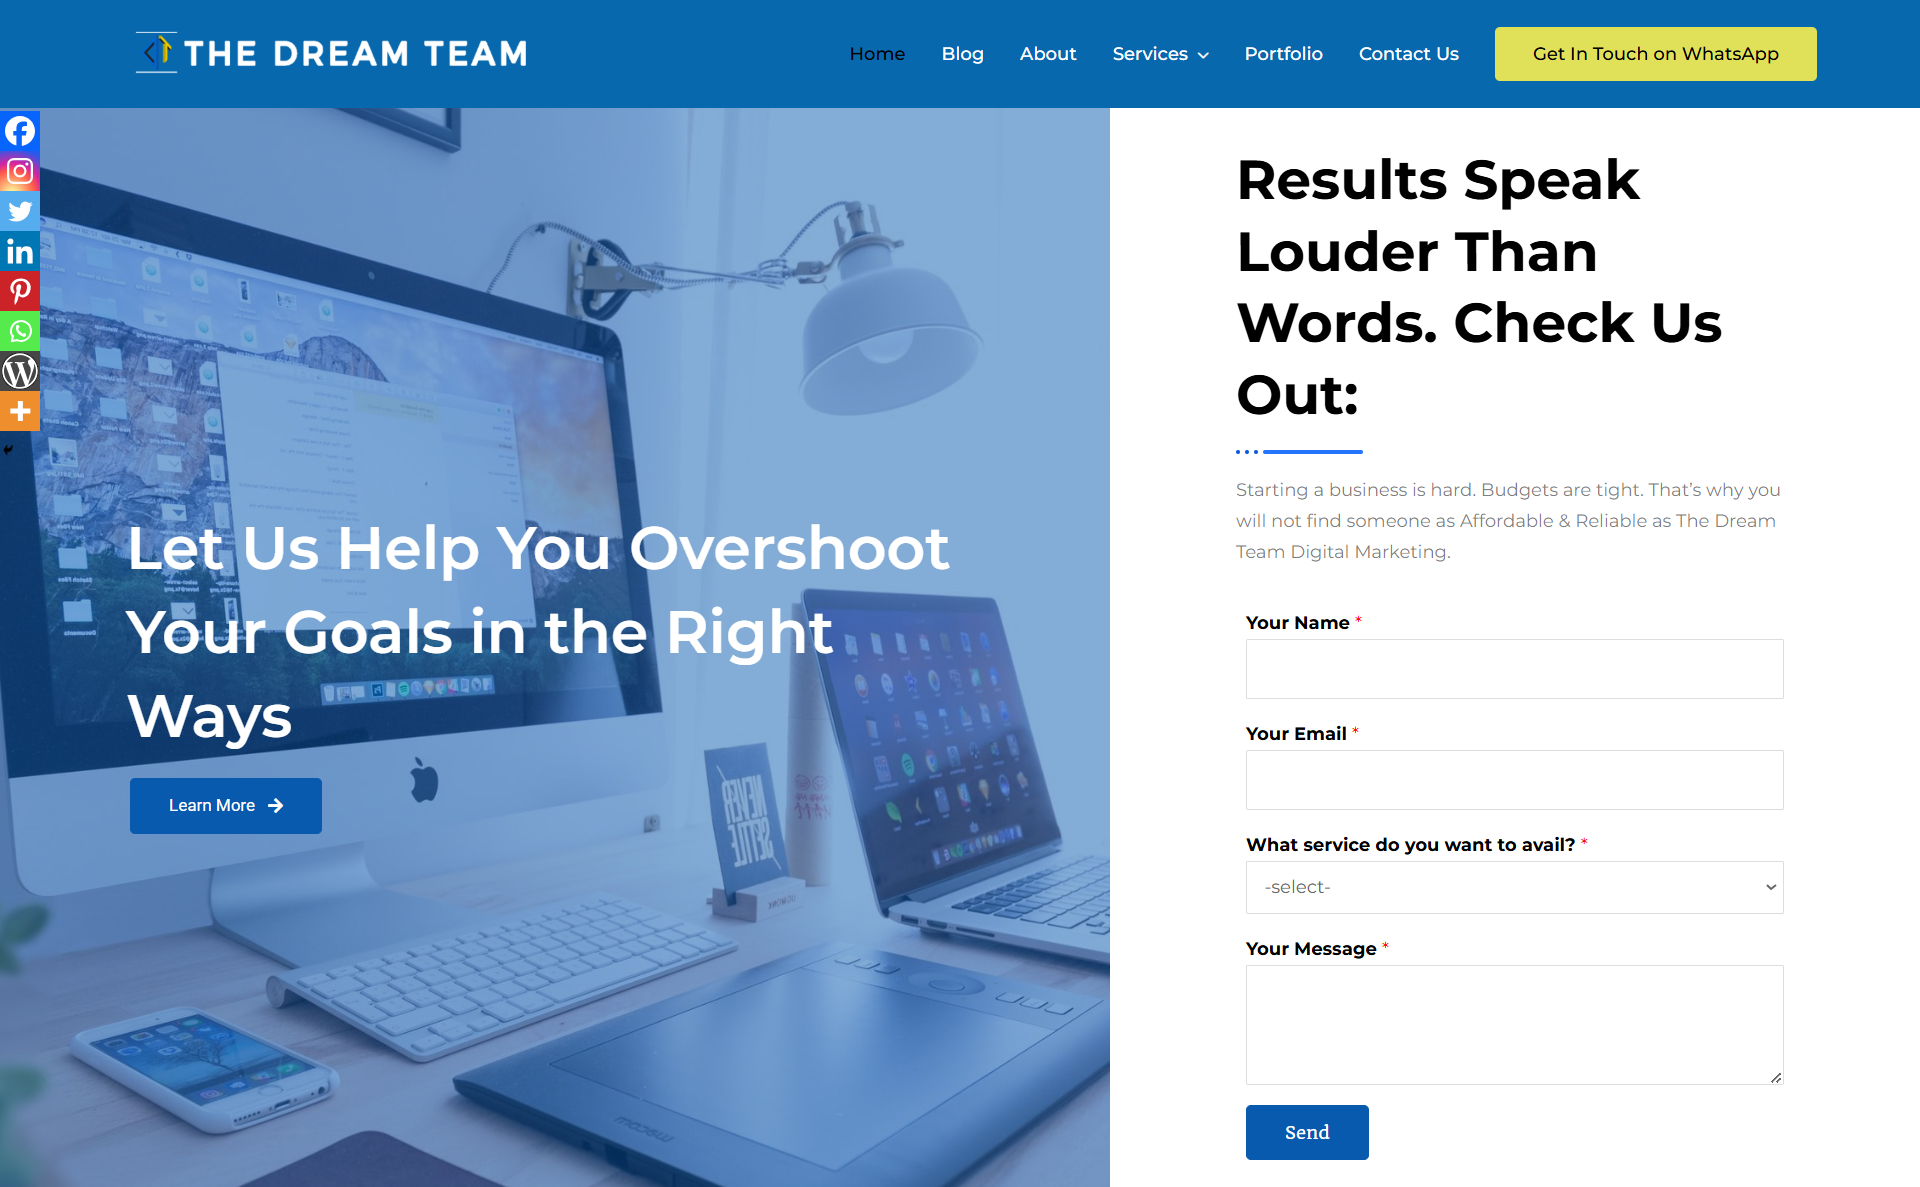 THE DREAM TEAM
Home
Blog
About
Services
Portfolio
Contact Us
Get In Touch on WhatsApp
Let Us Help You Overshoot
Your Goals in the Right
Ways
Learn More
Results Speak
Louder Than
Words. Check Us
Out:
Starting a business is hard. Budgets are tight. That’s why you
will not find someone as Affordable & Reliable as The Dream
Team Digital Marketing.
Your Name *
Your Email *
What service do you want to avail? *
-select-
Your Message *
Send
NEVER
SETTLE
wacom